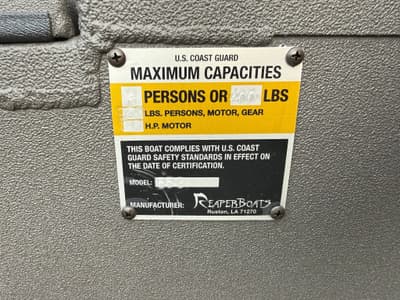 U.S. COAST GUARD
MAXIMUM CAPACITIES
PERSONS OR LBS
LBS. PERSONS, MOTOR, GEAR
H.P. MOTOR
THIS BOAT COMPLIES WITH U.S. COAST
GUARD SAFETY STANDARDS IN EFFECT ON
THE DATE OF CERTIFICATION.
MODEL:
MANUFACTURER: REAPERBOATS
Ruston, LA 71270